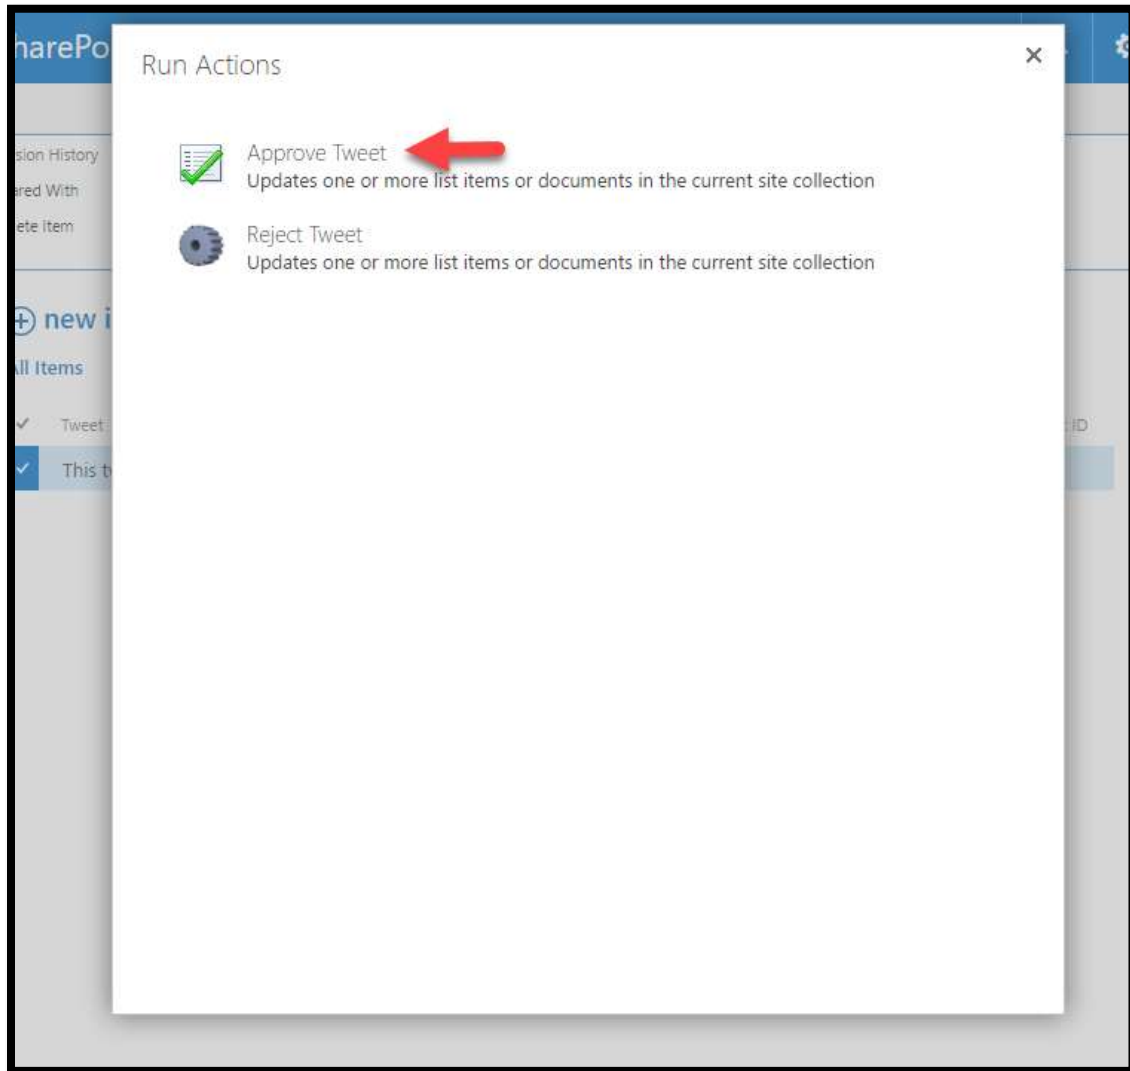 harePo
Run Actions
Approve Tweet
Updates one or more list items or documents in the current site collection
Reject Tweet
Updates one or more list items or documents in the current site collection
sion History
ared With
ete Item
new i
All Items
Tweet
ID
This t